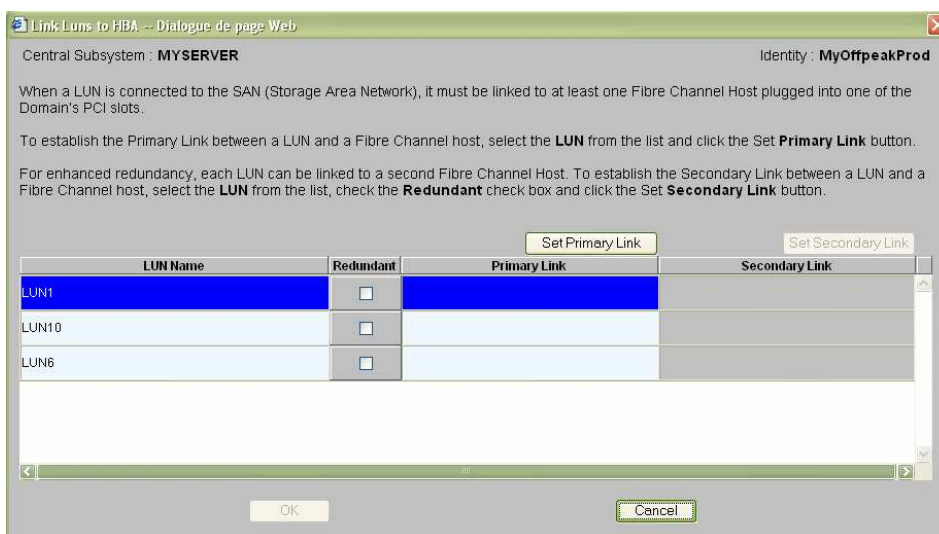 Link Luns to HBA -- Dialogue de page Web
Central Subsystem : MYSERVER Identity : MyOffpeakProd
When a LUN is connected to the SAN (Storage Area Network), it must be linked to at least one Fibre Channel Host plugged into one of the
Domain's PCI slots.
To establish the Primary Link between a LUN and a Fibre Channel host, select the LUN from the list and click the Set Primary Link button.
For enhanced redundancy, each LUN can be linked to a second Fibre Channel Host. To establish the Secondary Link between a LUN and a
Fibre Channel host, select the LUN from the list, check the Redundant check box and click the Set Secondary Link button.
Set Primary Link Set Secondary Link
LUN Name Redundant Primary Link Secondary Link
LUN1
LUN10
LUN6
OK Cancel